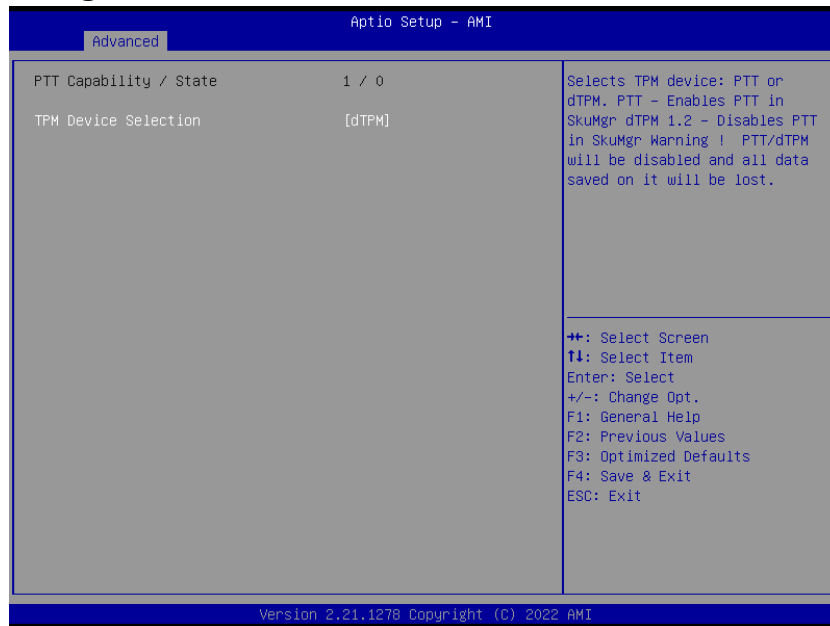 Aptio Setup – AMI
Advanced
PTT Capability / State 1 / 0
TPM Device Selection [dTPM]
Selects TPM device: PTT or
dTPM. PTT – Enables PTT in
SkuMgr dTPM 1.2 – Disables PTT
in SkuMgr Warning ! PTT/dTPM
will be disabled and all data
saved on it will be lost.
→←: Select Screen
↑↓: Select Item
Enter: Select
+/-: Change Opt.
F1: General Help
F2: Previous Values
F3: Optimized Defaults
F4: Save & Exit
ESC: Exit
Version 2.21.1278 Copyright (C) 2022 AMI